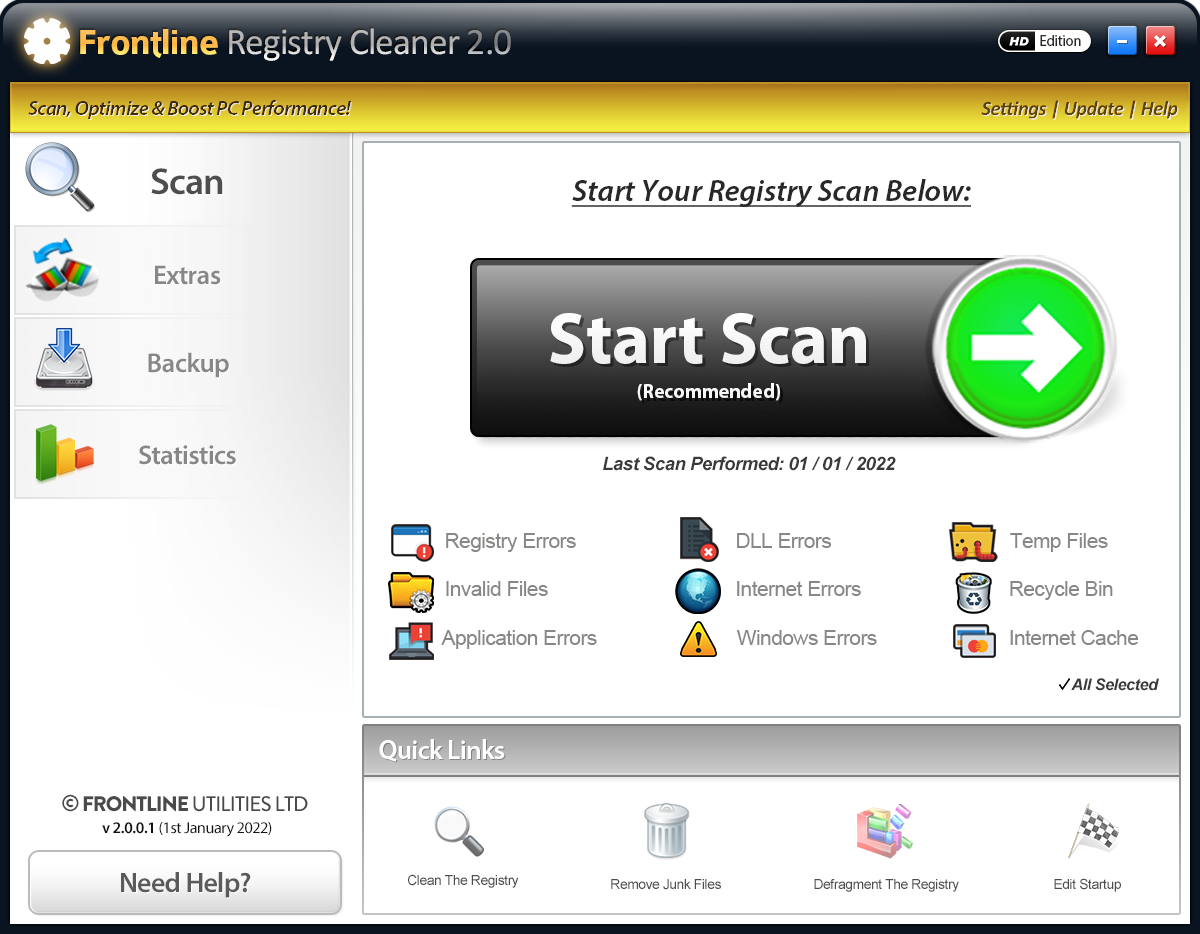 Frontline Registry Cleaner 2.0
HD Edition
Scan, Optimize & Boost PC Performance!
Settings | Update | Help
Scan
Extras
Backup
Statistics
© FRONTLINE UTILITIES LTD
v 2.0.0.1 (1st January 2022)
Need Help?
Start Your Registry Scan Below:
Start Scan
(Recommended)
Last Scan Performed: 01 / 01 / 2022
Registry Errors
DLL Errors
Temp Files
Invalid Files
Internet Errors
Recycle Bin
Application Errors
Windows Errors
Internet Cache
✓All Selected
Quick Links
Clean The Registry
Remove Junk Files
Defragment The Registry
Edit Startup